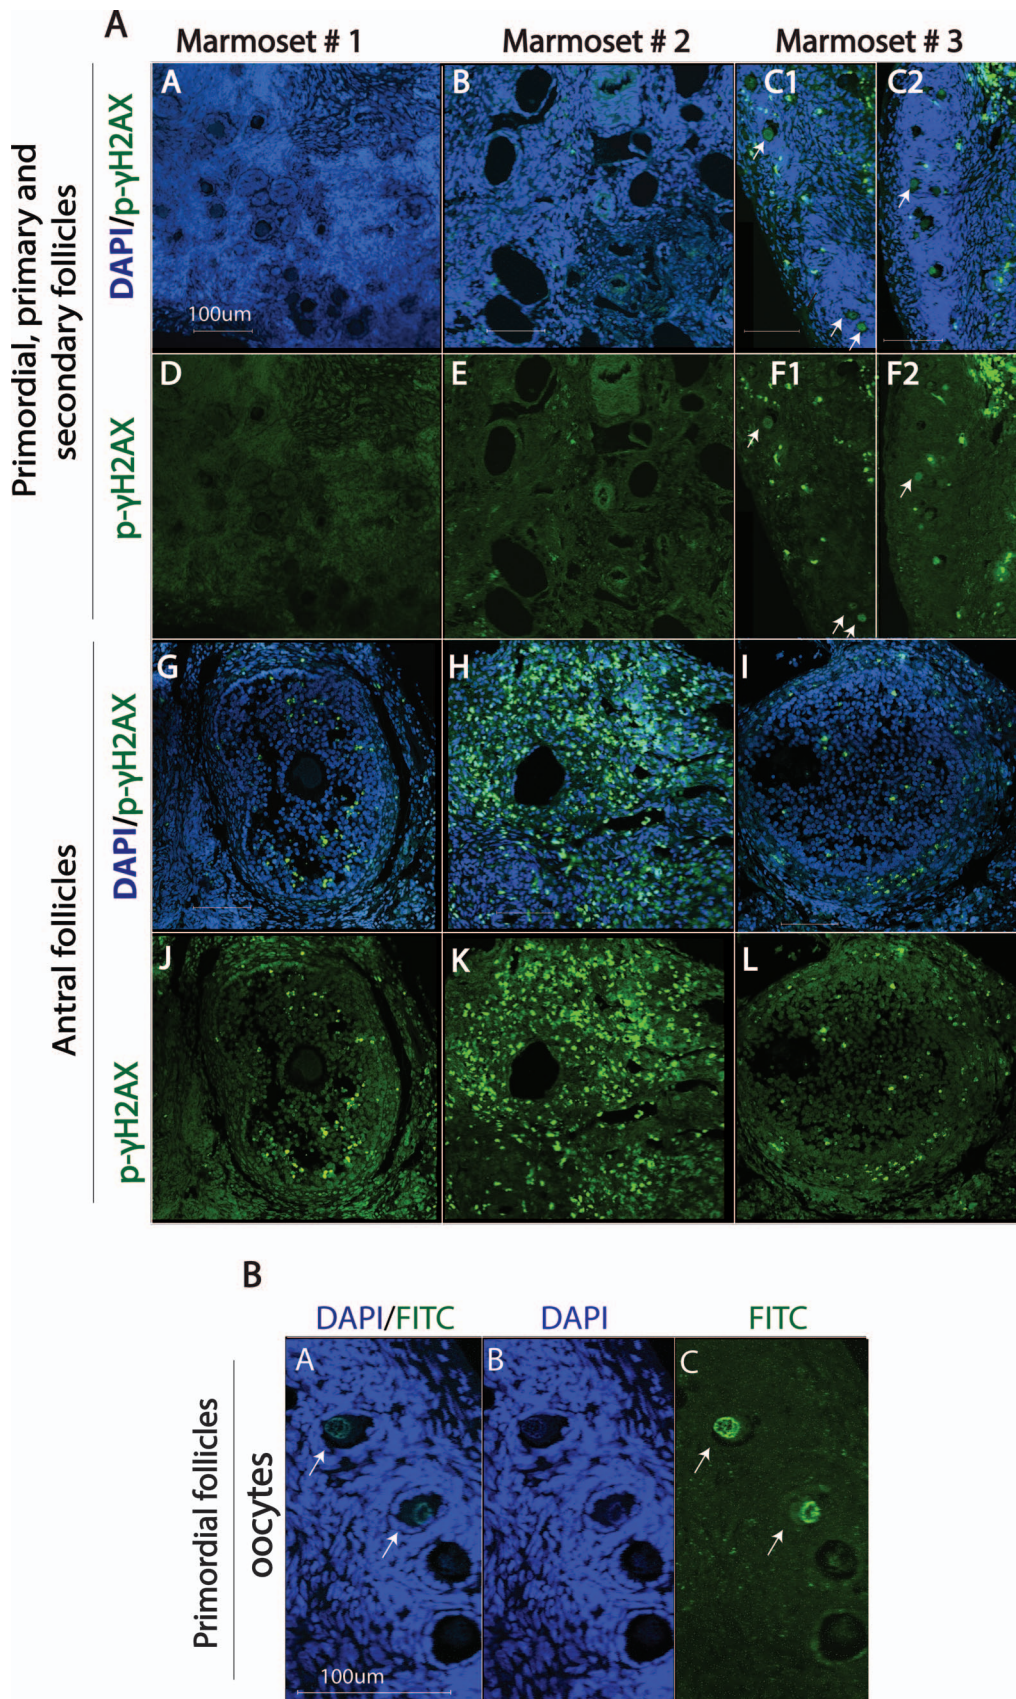 A
Marmoset # 1
Marmoset # 2
Marmoset # 3
Primordial, primary and
secondary follicles
DAPI/p-γH2AX
A
100um
B
C1
C2
p-γH2AX
D
E
F1
F2
Antral follicles
DAPI/p-γH2AX
G
H
I
p-γH2AX
J
K
L
B
DAPI/FITC
DAPI
FITC
Primordial follicles
oocytes
A
B
C
100um